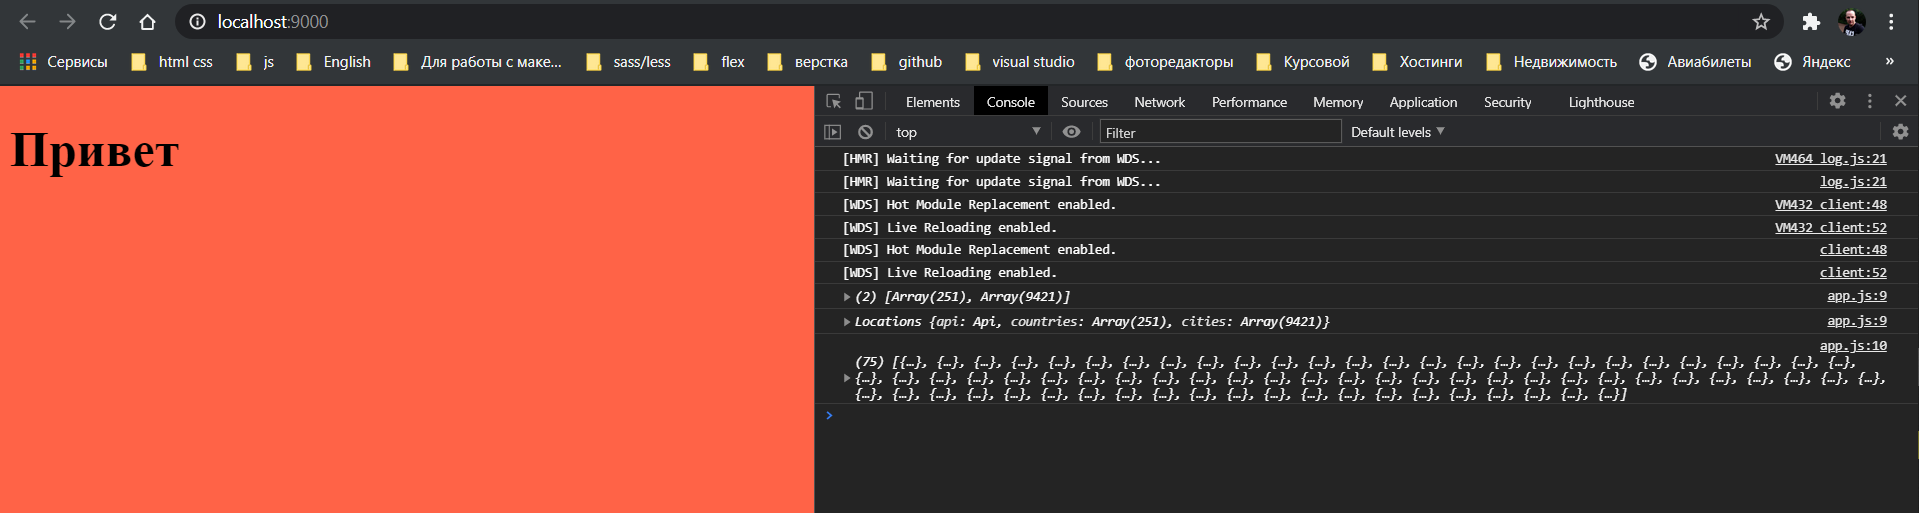 localhost:9000
Сервисы html css js English Для работы с маке... sass/less flex верстка github visual studio фоторедакторы Курсовой Хостинги Недвижимость Авиабилеты Яндекс »
Привет
Elements Console Sources Network Performance Memory Application Security Lighthouse
top Filter Default levels
[HMR] Waiting for update signal from WDS... VM464 log.js:21
[HMR] Waiting for update signal from WDS... log.js:21
[WDS] Hot Module Replacement enabled. VM432 client:48
[WDS] Live Reloading enabled. VM432 client:52
[WDS] Hot Module Replacement enabled. client:48
[WDS] Live Reloading enabled. client:52
(2) [Array(251), Array(9421)] app.js:9
Locations {api: Api, countries: Array(251), cities: Array(9421)} app.js:9
app.js:10
(75) [{…}, {…}, {…}, {…}, {…}, {…}, {…}, {…}, {…}, {…}, {…}, {…}, {…}, {…}, {…}, {…}, {…}, {…}, {…}, {…}, {…}, {…}, {…}, {…}, {…}, {…},
{…}, {…}, {…}, {…}, {…}, {…}, {…}, {…}, {…}, {…}, {…}, {…}, {…}, {…}, {…}, {…}, {…}, {…}, {…}, {…}, {…}, {…}, {…}, {…}, {…}, {…}, {…}, {…},
{…}, {…}, {…}, {…}, {…}, {…}, {…}, {…}, {…}, {…}, {…}, {…}, {…}, {…}, {…}, {…}, {…}, {…}, {…}, {…}, {…}]